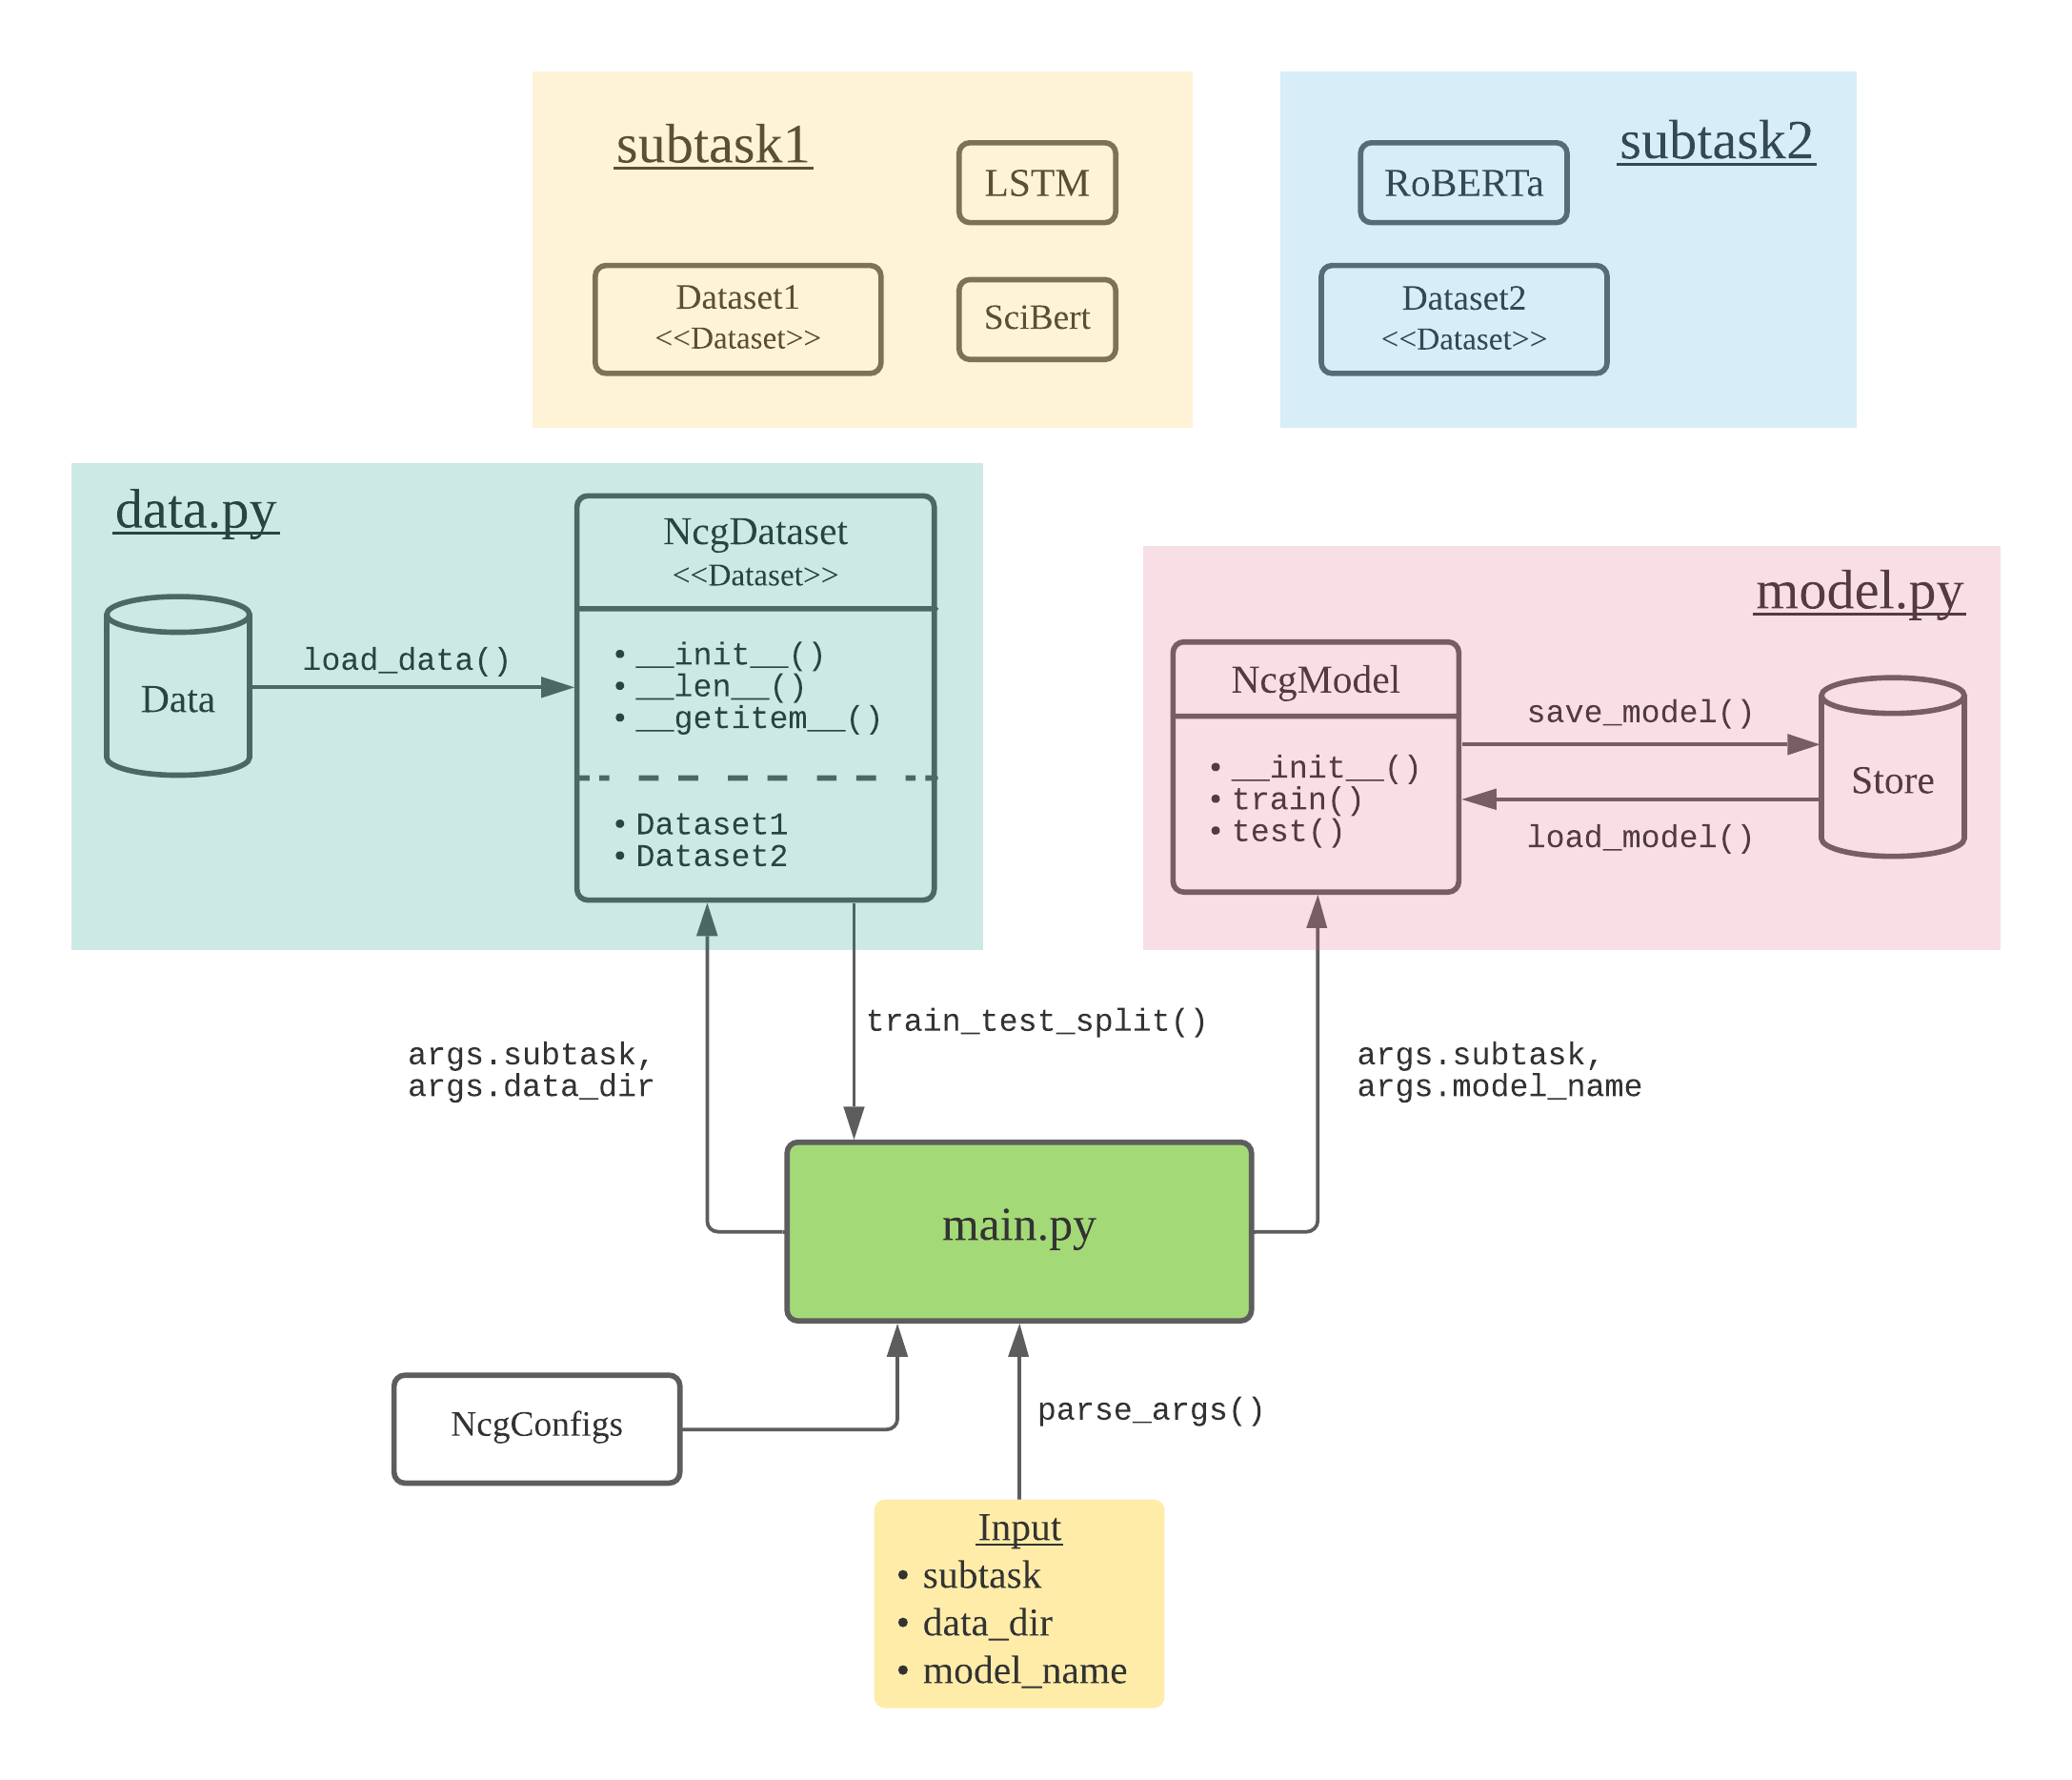 subtask1
LSTM
Dataset1
<<Dataset>>
SciBert
subtask2
RoBERTa
Dataset2
<<Dataset>>
data.py
Data
load_data()
NcgDataset
<<Dataset>>
• __init__()
• __len__()
• __getitem__()
• Dataset1
• Dataset2
model.py
NcgModel
• __init__()
• train()
• test()
save_model()
load_model()
Store
args.subtask,
args.data_dir
train_test_split()
args.subtask,
args.model_name
main.py
NcgConfigs
parse_args()
Input
• subtask
• data_dir
• model_name